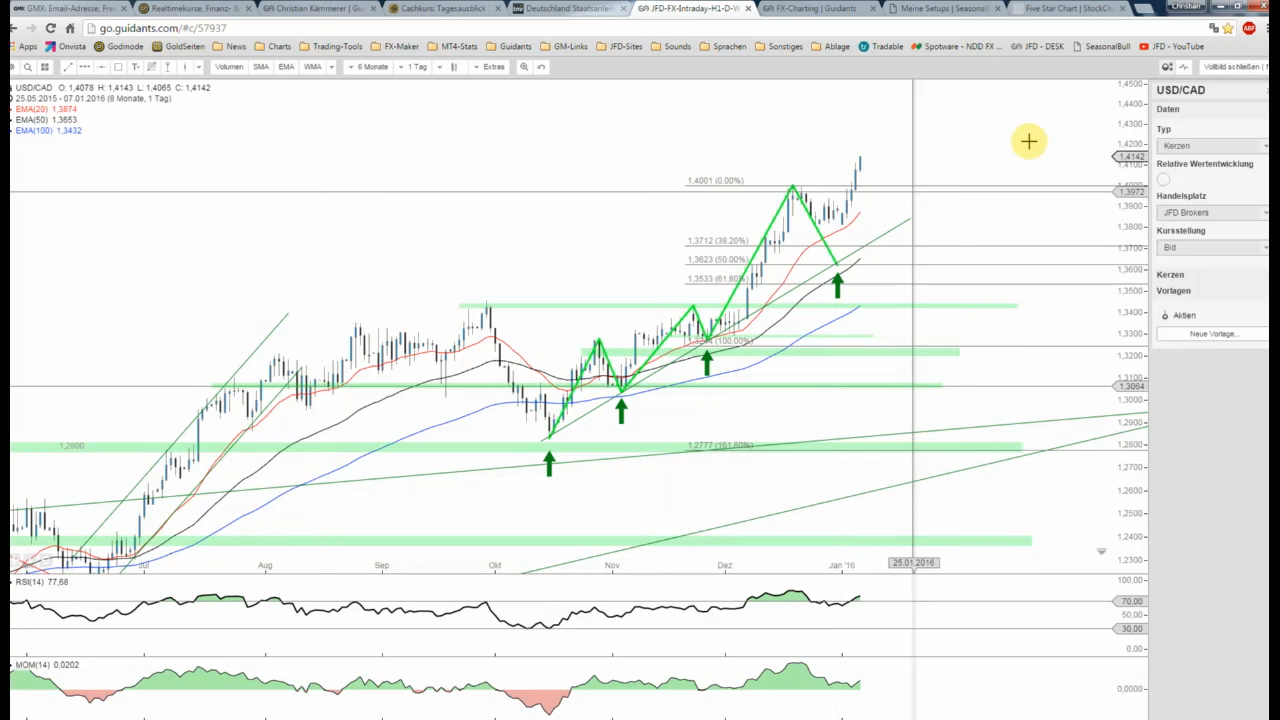 GMX: Email-Adresse, Fre
Realtimekurse, Finanz-
Christian Kämmerer | Gu
Cashkurs: Tagesausblick
Deutschland Staatsanlei
JFD-FX-Intraday-H1-D-W
FX-Charting | Guidants
Meine Setups | Seasonal
Five Star Chart | StockCh
Christian
go.guidants.com/#c/57937
Apps Onvista Godmode GoldSeiten News Charts Trading-Tools FX-Maker MT4-Stats Guidants GM-Links JFD-Sites Sounds Sprachen Sonstiges Ablage Tradable Spotware - NDD FX ... JFD - DESK SeasonalBull JFD - YouTube
Volumen SMA EMA WMA 6 Monate 1 Tag Extras Vollbild schließen ( f
USD/CAD O: 1,4078 H: 1,4143 L: 1,4065 C: 1,4142
25.05.2015 - 07.01.2016 (8 Monate, 1 Tag)
EMA(20) 1,3874
EMA(50) 1,3653
EMA(100) 1,3432
1,4001 (0.00%)
1,3712 (38.20%)
1,3623 (50.00%)
1,3533 (61.80%)
(100.00%)
1,2777 (161.80%)
1,2800
1,4500
1,4400
1,4300
1,4200
1,4142
1,4100
1,3972
1,3900
1,3800
1,3700
1,3600
1,3500
1,3400
1,3300
1,3200
1,3100
1,3064
1,3000
1,2900
1,2800
1,2700
1,2600
1,2500
1,2400
1,2300
Jul Aug Sep Okt Nov Dez Jan '16
25.01.2016
RSI(14) 77,68
100,00
70,00
50,00
30,00
0,00
MOM(14) 0,0202
0,0000
USD/CAD
Daten
Typ
Kerzen
Relative Wertentwicklung
Handelsplatz
JFD Brokers
Kursstellung
Bid
Kerzen
Vorlagen
Aktien
Neue Vorlage...